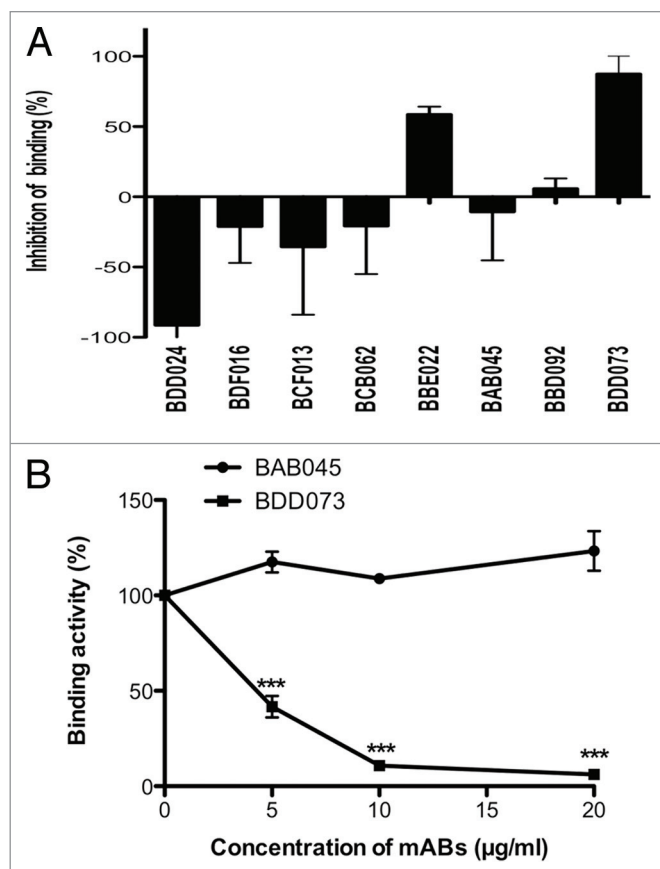 A
Inhibition of binding (%)
100
50
0
-50
-100
BDD024
BDF016
BCF013
BCB062
BBE022
BAB045
BBD092
BDD073
B
BAB045
BDD073
Binding activity (%)
150
100
50
0
***
***
***
0
5
10
15
20
Concentration of mABs (µg/ml)